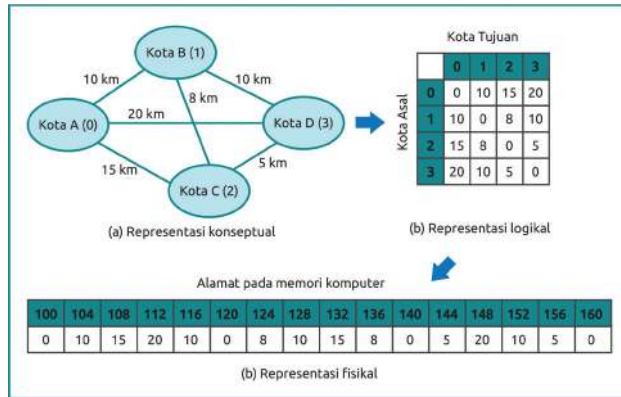 Kota B (1)
10 km
10 km
8 km
Kota A (0)
20 km
Kota D (3)
15 km
5 km
Kota C (2)
(a) Representasi konseptual
Kota Tujuan
Kota Asal
0 1 2 3
0 0 10 15 20
1 10 0 8 10
2 15 8 0 5
3 20 10 5 0
(b) Representasi logikal
Alamat pada memori komputer
100 104 108 112 116 120 124 128 132 136 140 144 148 152 156 160
0 10 15 20 10 0 8 10 15 8 0 5 20 10 5 0
(b) Representasi fisikal